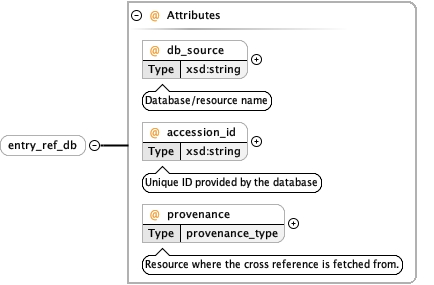 @ Attributes
@ db_source
Type xsd:string
Database/resource name
@ accession_id
Type xsd:string
entry_ref_db
Unique ID provided by the database
@ provenance
Type provenance_type
Resource where the cross reference is fetched from.